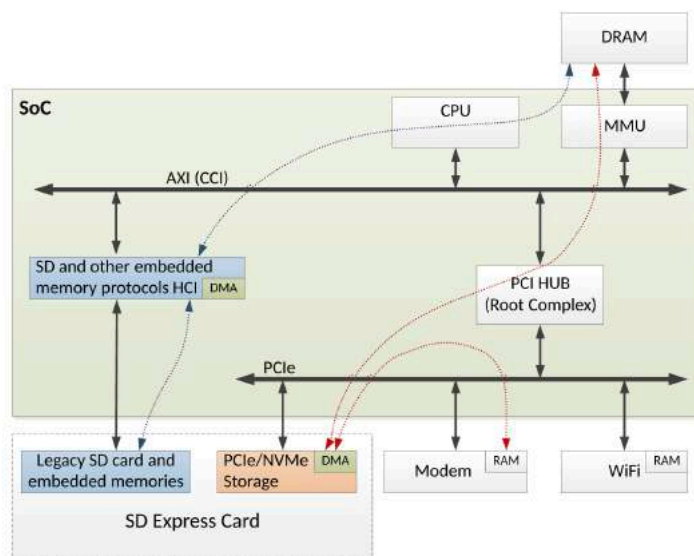 DRAM
SoC
CPU
MMU
AXI (CCI)
SD and other embedded
memory protocols HCI
DMA
PCI HUB
(Root Complex)
PCIe
Legacy SD card and
embedded memories
PCIe/NVMe
Storage
DMA
Modem
RAM
WiFi
RAM
SD Express Card